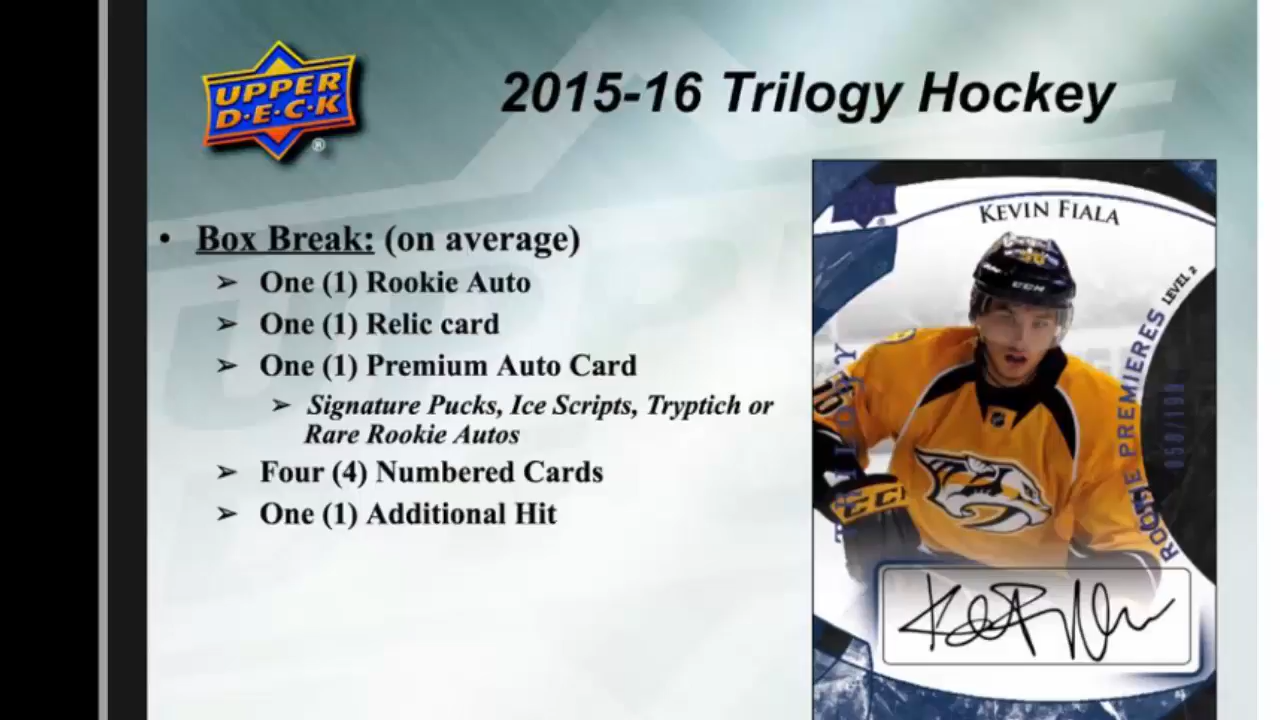 UPPER
D·E·C·K
®
2015-16 Trilogy Hockey
• Box Break: (on average)
➢ One (1) Rookie Auto
➢ One (1) Relic card
➢ One (1) Premium Auto Card
➢ Signature Pucks, Ice Scripts, Tryptich or
Rare Rookie Autos
➢ Four (4) Numbered Cards
➢ One (1) Additional Hit
KEVIN FIALA
LEVEL 2
ROOKIE PREMIERES
TRILOGY
CCM